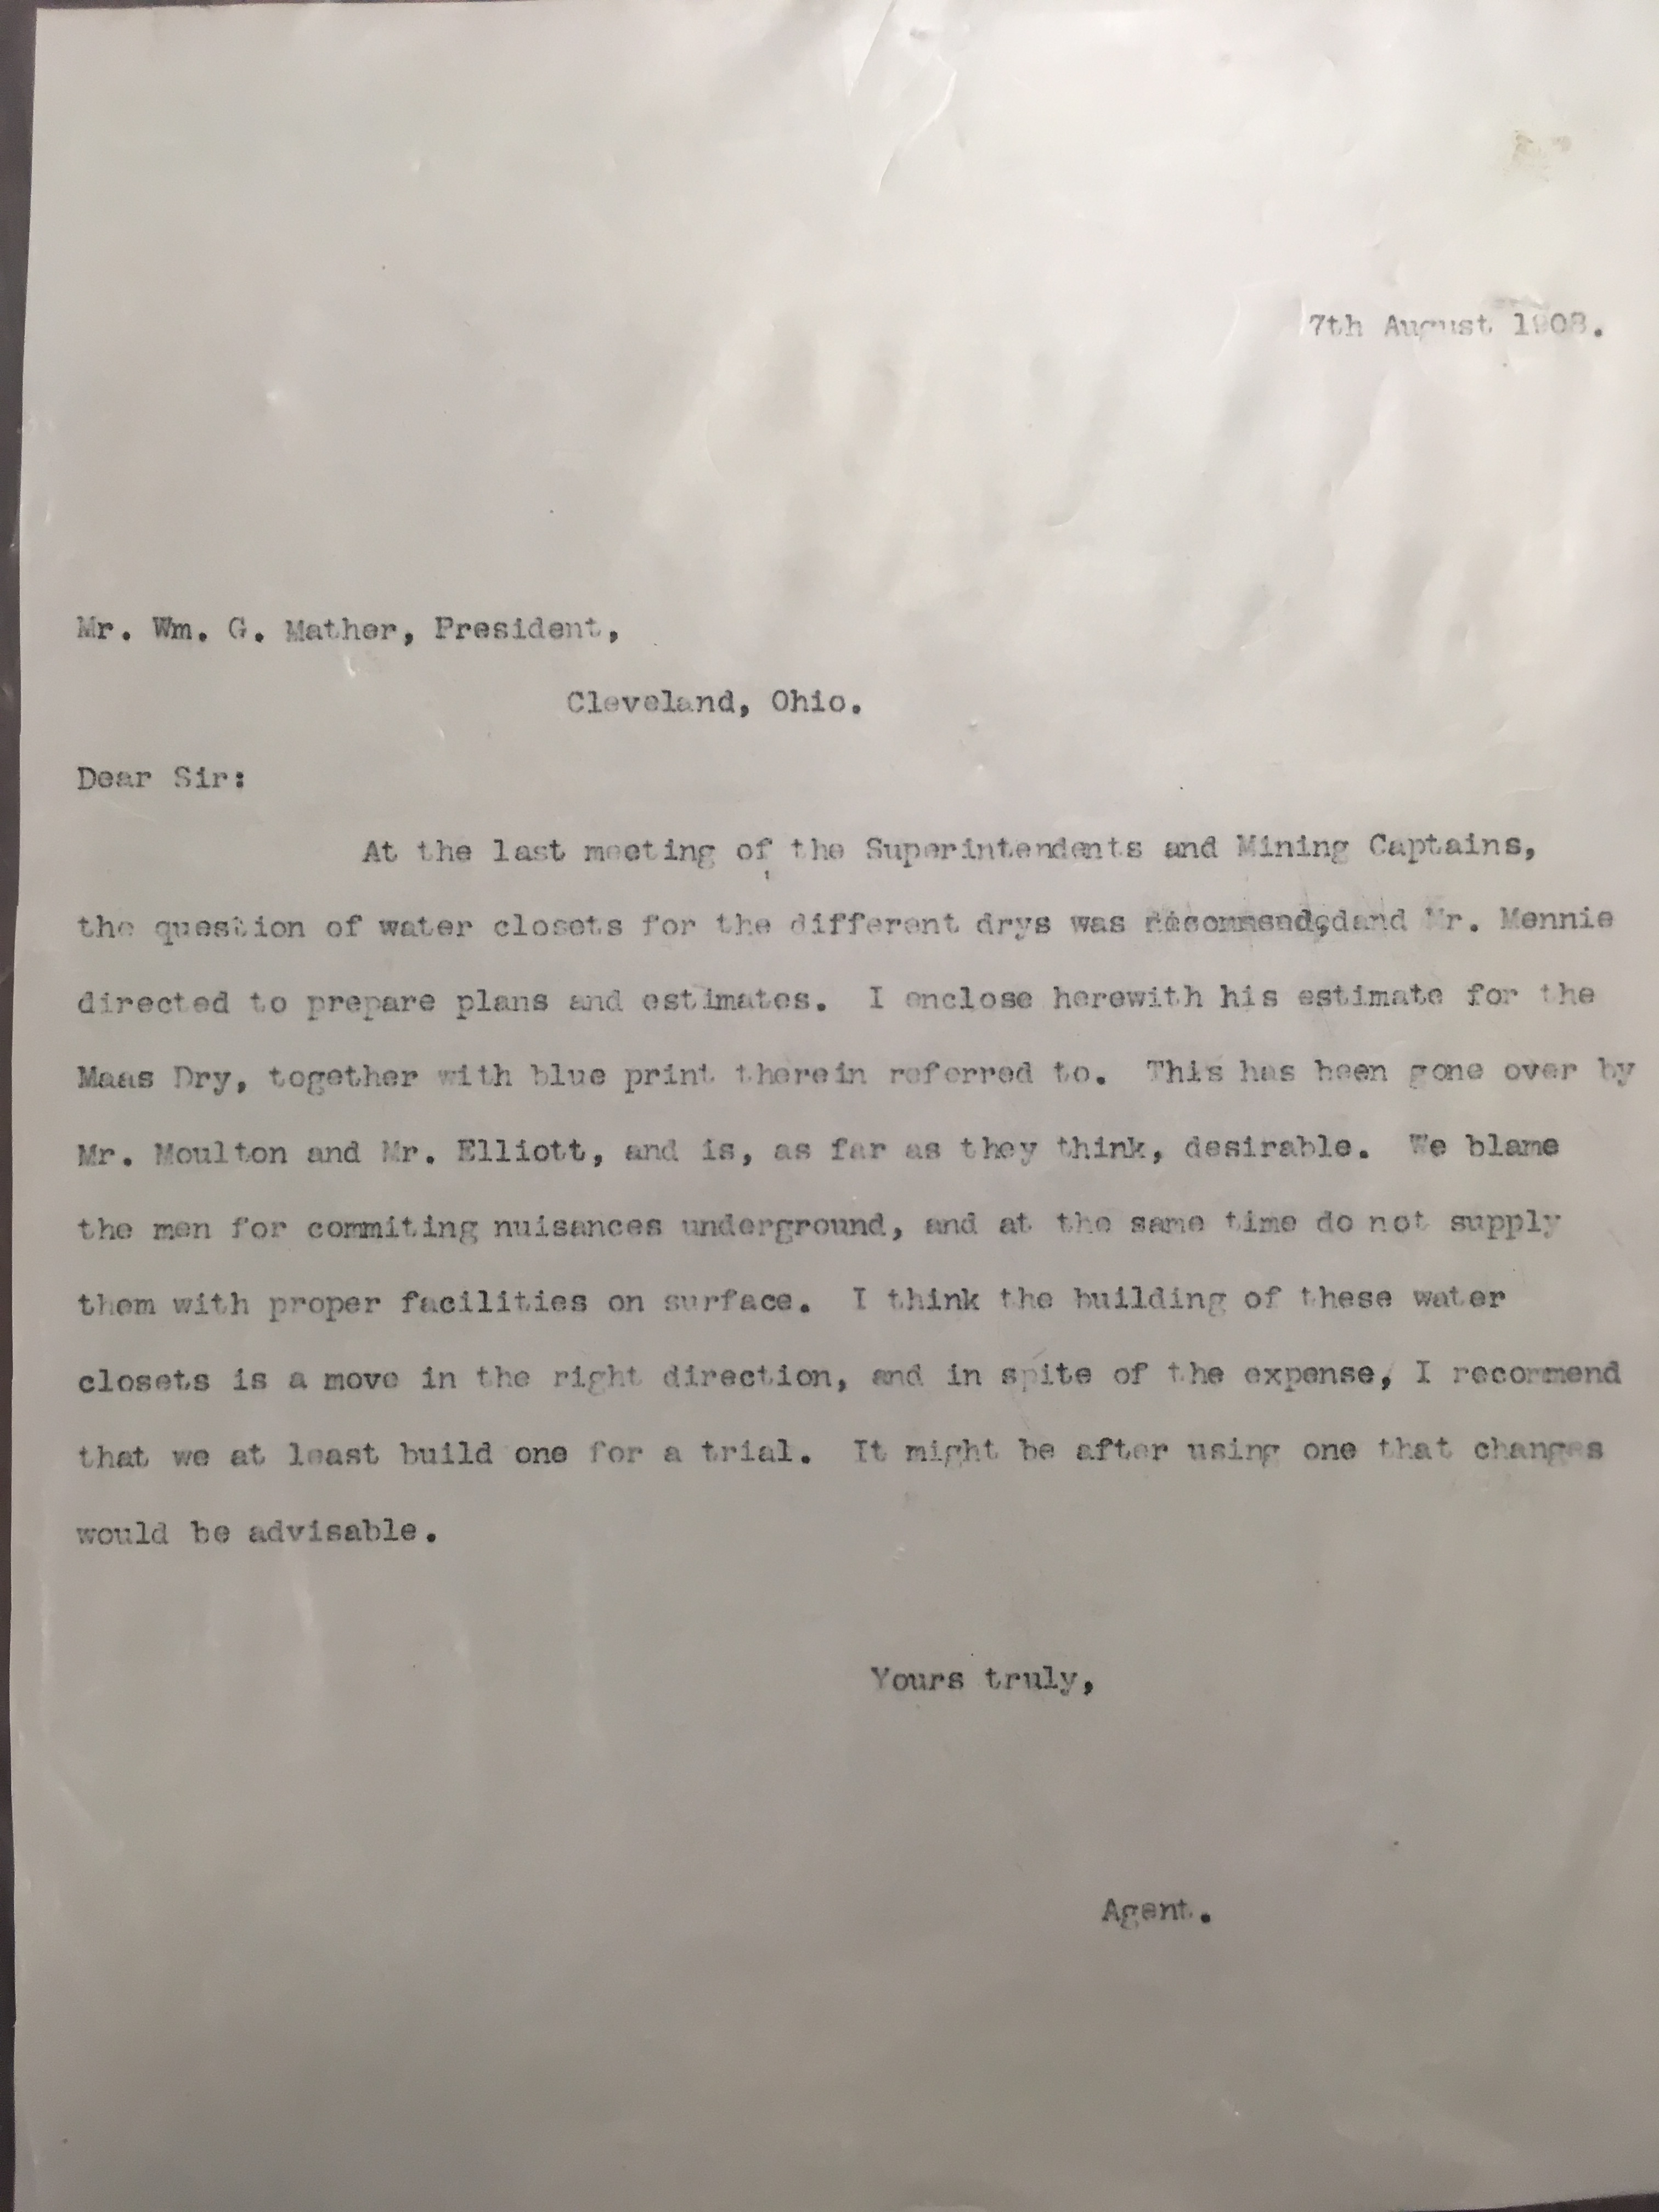 7th August 1908.
Mr. Wm. G. Mather, President,
Cleveland, Ohio.
Dear Sir:
At the last meeting of the Superintendents and Mining Captains,
the question of water closets for the different drys was and Mr. Mennie
directed to prepare plans and estimates. I enclose herewith his estimate for the
Maas Dry, together with blue print therein referred to. This has been gone over by
Mr. Moulton and Mr. Elliott, and is, as far as they think, desirable. We blame
the men for commiting nuisances underground, and at the same time do not supply
them with proper facilities on surface. I think the building of these water
closets is a move in the right direction, and in spite of the expense, I recommend
that we at least build one for a trial. It might be after using one that changes
would be advisable.
Yours truly,
Agent.